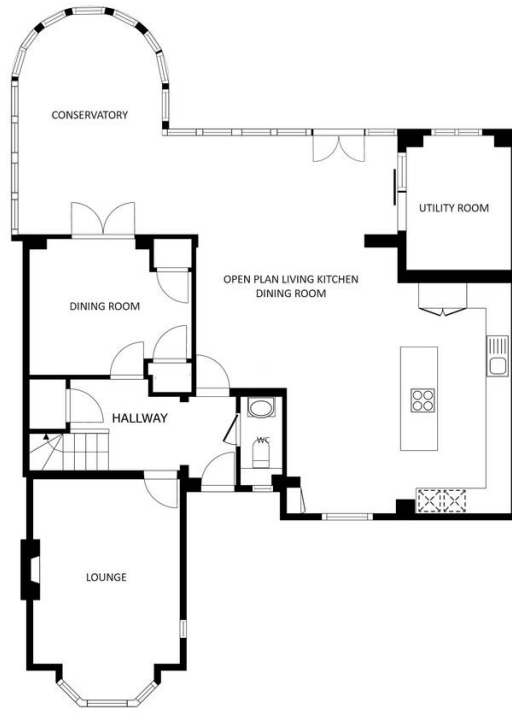 CONSERVATORY
UTILITY ROOM
OPEN PLAN LIVING KITCHEN
DINING ROOM
DINING ROOM
HALLWAY
WC
LOUNGE